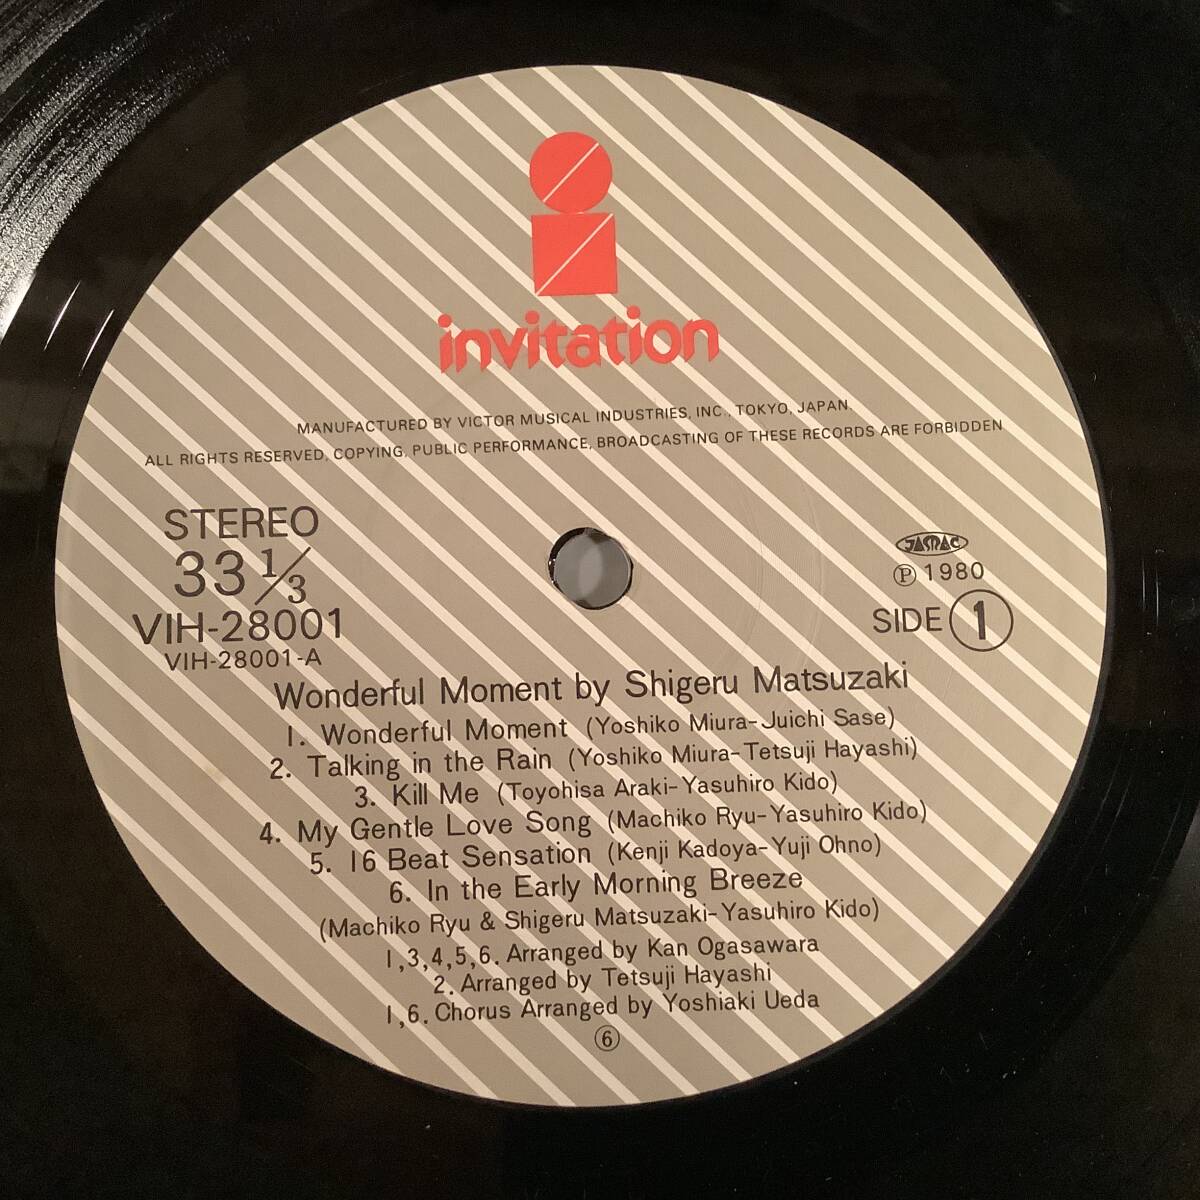 invitation
MANUFACTURED BY VICTOR MUSICAL INDUSTRIES, INC., TOKYO, JAPAN.
ALL RIGHTS RESERVED, COPYING, PUBLIC PERFORMANCE, BROADCASTING OF THESE RECORDS ARE FORBIDDEN
STEREO
33 1/3
VIH-28001
VIH-28001-A
JASRAC
Ⓟ 1980
SIDE 1
Wonderful Moment by Shigeru Matsuzaki
1. Wonderful Moment (Yoshiko Miura-Juichi Sase)
2. Talking in the Rain (Yoshiko Miura-Tetsuji Hayashi)
3. Kill Me (Toyohisa Araki-Yasuhiro Kido)
4. My Gentle Love Song (Machiko Ryu-Yasuhiro Kido)
5. 16 Beat Sensation (Kenji Kadoya-Yuji Ohno)
6. In the Early Morning Breeze
(Machiko Ryu & Shigeru Matsuzaki-Yasuhiro Kido)
1,3,4,5,6. Arranged by Kan Ogasawara
2. Arranged by Tetsuji Hayashi
1,6. Chorus Arranged by Yoshiaki Ueda
⑥